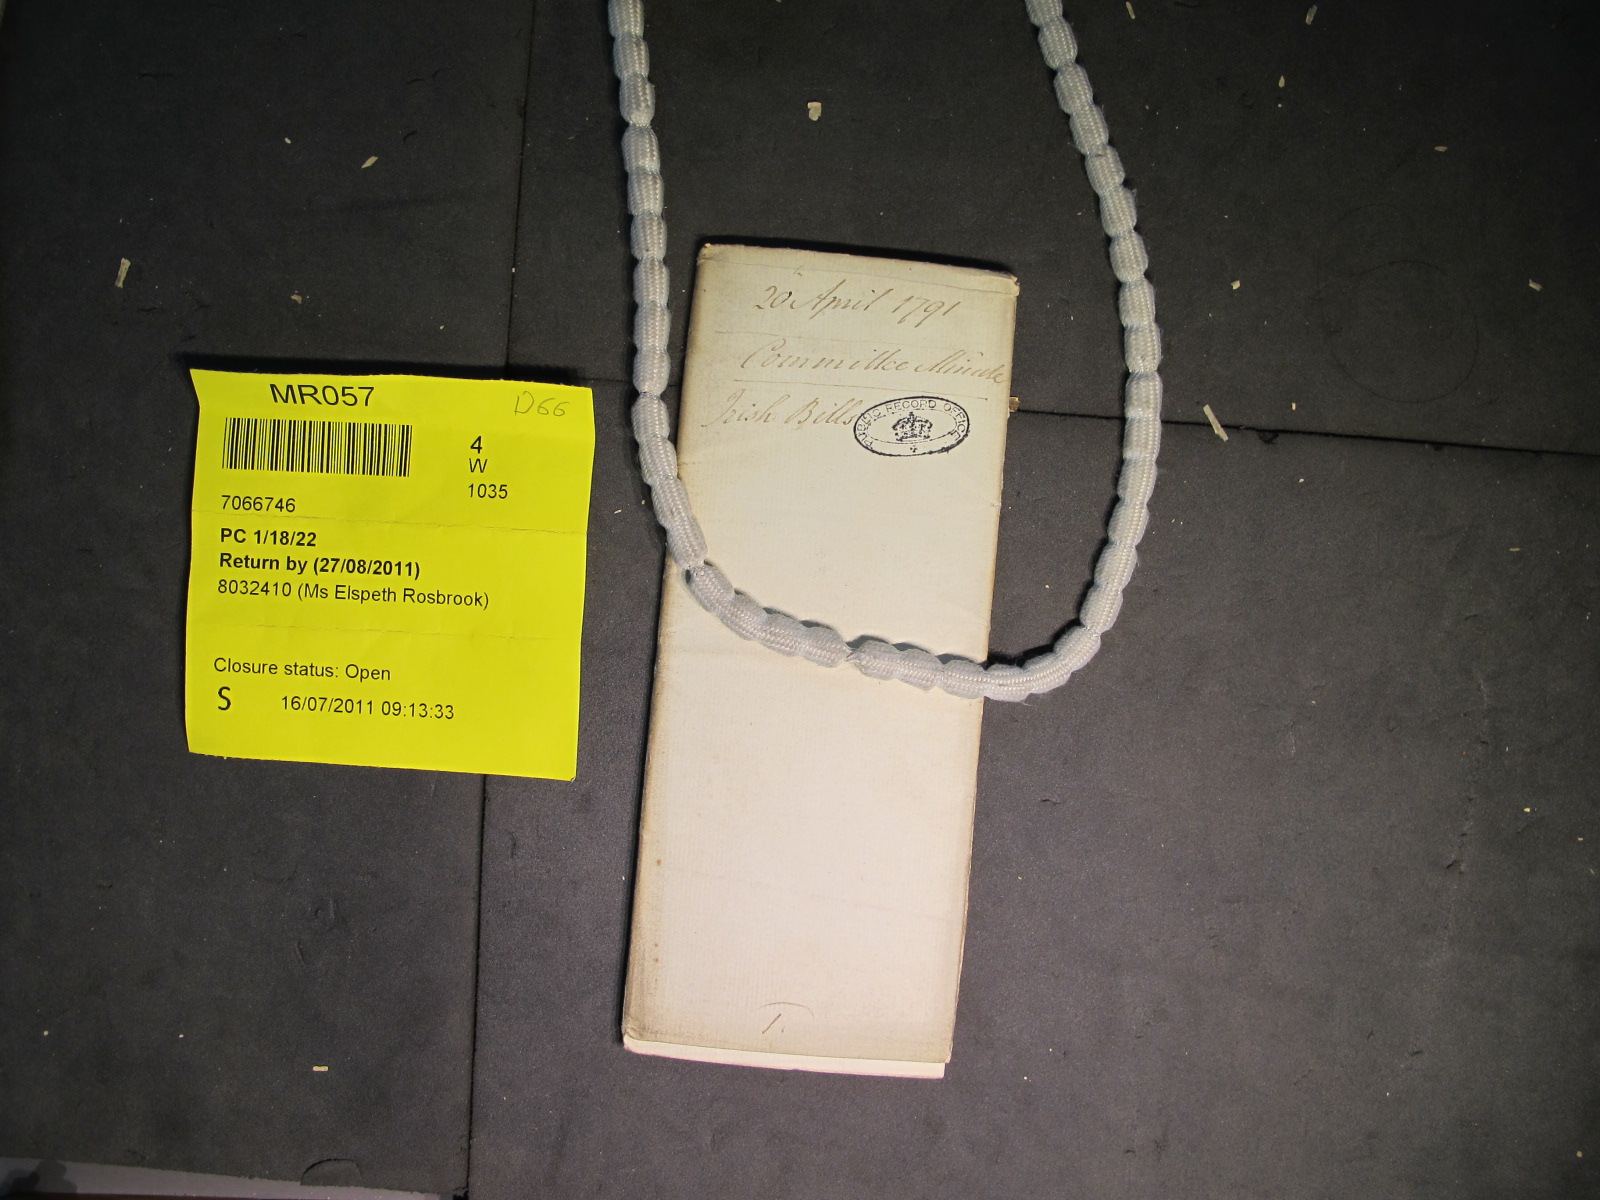 MR057
D66
4
W
1035
7066746
PC 1/18/22
Return by (27/08/2011)
8032410 (Ms Elspeth Rosbrook)
Closure status: Open
S 16/07/2011 09:13:33
20 April 1791
Committee Minute
Irish Bills
PUBLIC RECORD OFFICE
1.